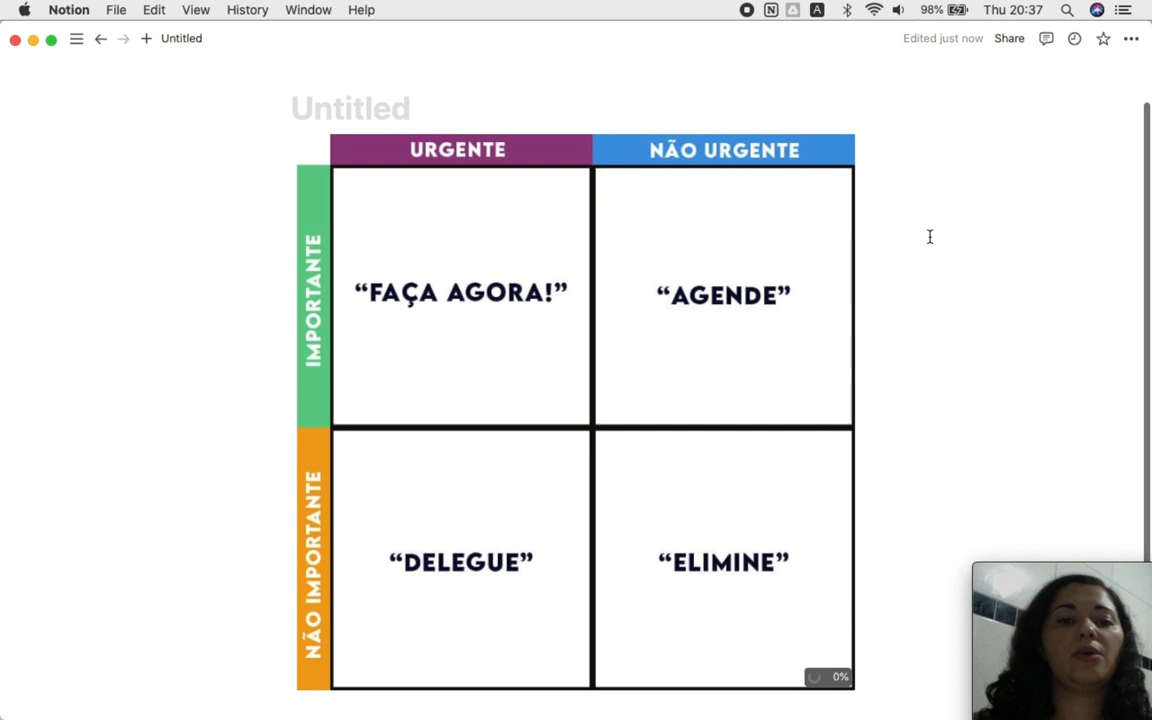 Notion File Edit View History Window Help
98% Thu 20:37
Untitled
Edited just now Share
Untitled
URGENTE
NÃO URGENTE
IMPORTANTE
“FAÇA AGORA!”
“AGENDE”
NÃO IMPORTANTE
“DELEGUE”
“ELIMINE”
0%